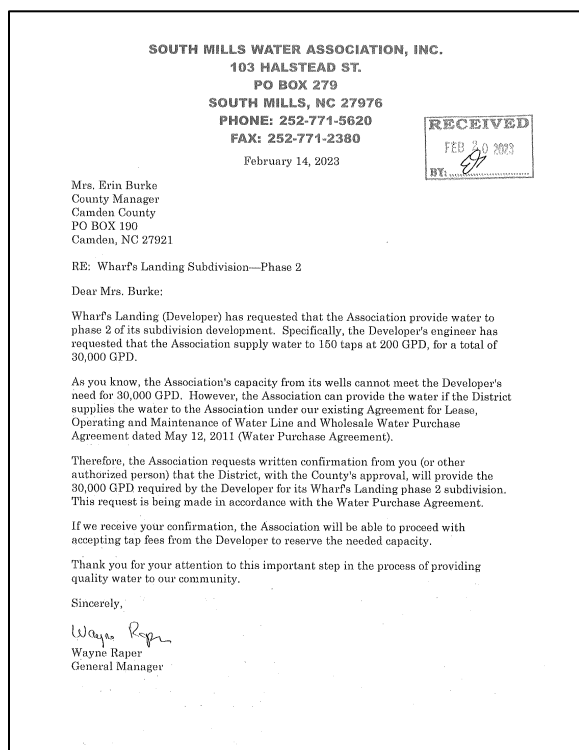 SOUTH MILLS WATER ASSOCIATION, INC.
103 HALSTEAD ST.
PO BOX 279
SOUTH MILLS, NC 27976
PHONE: 252-771-5620
FAX: 252-771-2380
February 14, 2023
RECEIVED
FEB 20 2023
BY:
Mrs. Erin Burke
County Manager
Camden County
PO BOX 190
Camden, NC 27921
RE: Wharf's Landing Subdivision—Phase 2
Dear Mrs. Burke:
Wharf's Landing (Developer) has requested that the Association provide water to
phase 2 of its subdivision development. Specifically, the Developer's engineer has
requested that the Association supply water to 150 taps at 200 GPD, for a total of
30,000 GPD.
As you know, the Association's capacity from its wells cannot meet the Developer's
need for 30,000 GPD. However, the Association can provide the water if the District
supplies the water to the Association under our existing Agreement for Lease,
Operating and Maintenance of Water Line and Wholesale Water Purchase
Agreement dated May 12, 2011 (Water Purchase Agreement).
Therefore, the Association requests written confirmation from you (or other
authorized person) that the District, with the County's approval, will provide the
30,000 GPD required by the Developer for its Wharf's Landing phase 2 subdivision.
This request is being made in accordance with the Water Purchase Agreement.
If we receive your confirmation, the Association will be able to proceed with
accepting tap fees from the Developer to reserve the needed capacity.
Thank you for your attention to this important step in the process of providing
quality water to our community.
Sincerely,
Wayne Raper
Wayne Raper
General Manager